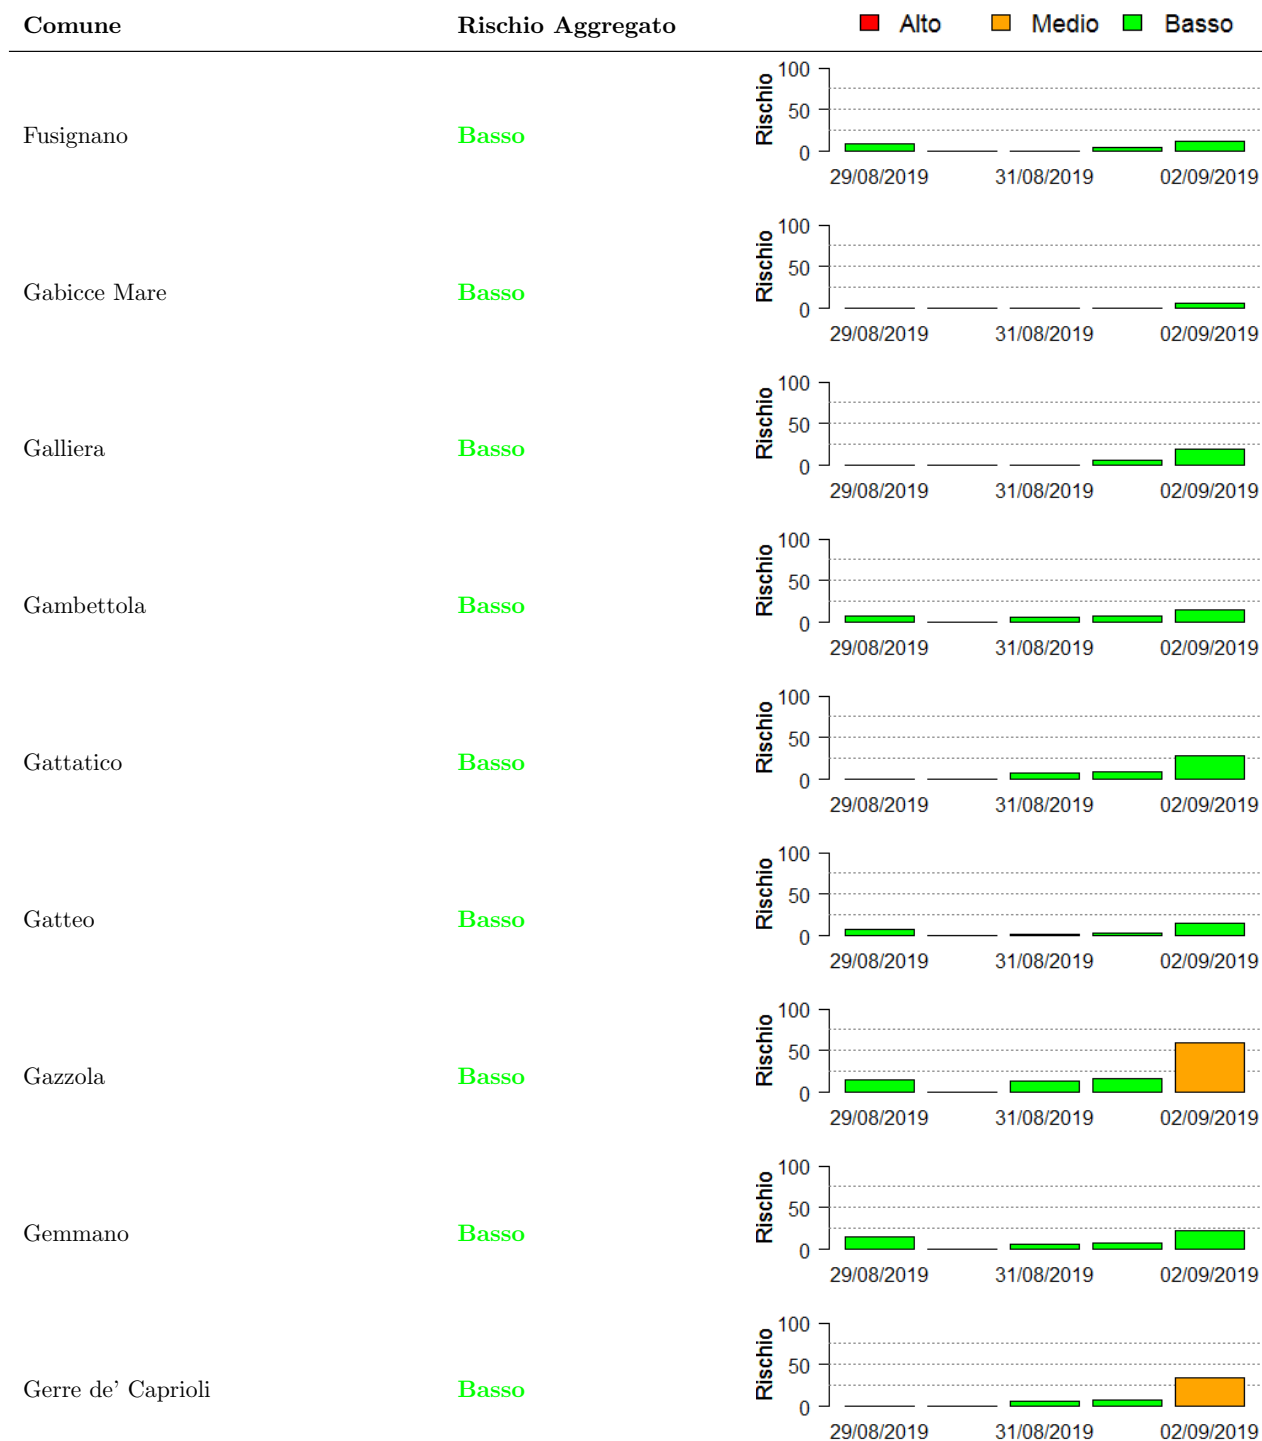 Comune Rischio Aggregato Alto Medio Basso
100
50
0
Rischio
Fusignano Basso
29/08/2019 31/08/2019 02/09/2019
100
50
0
Rischio
Gabicce Mare Basso
29/08/2019 31/08/2019 02/09/2019
100
50
0
Rischio
Galliera Basso
29/08/2019 31/08/2019 02/09/2019
100
50
0
Rischio
Gambettola Basso
29/08/2019 31/08/2019 02/09/2019
100
50
0
Rischio
Gattatico Basso
29/08/2019 31/08/2019 02/09/2019
100
50
0
Rischio
Gatteo Basso
29/08/2019 31/08/2019 02/09/2019
100
50
0
Rischio
Gazzola Basso
29/08/2019 31/08/2019 02/09/2019
100
50
0
Rischio
Gemmano Basso
29/08/2019 31/08/2019 02/09/2019
100
50
0
Rischio
Gerre de' Caprioli Basso
29/08/2019 31/08/2019 02/09/2019